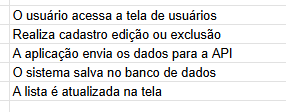 O usuário acessa a tela de usuários
Realiza cadastro edição ou exclusão
A aplicação envia os dados para a API
O sistema salva no banco de dados
A lista é atualizada na tela